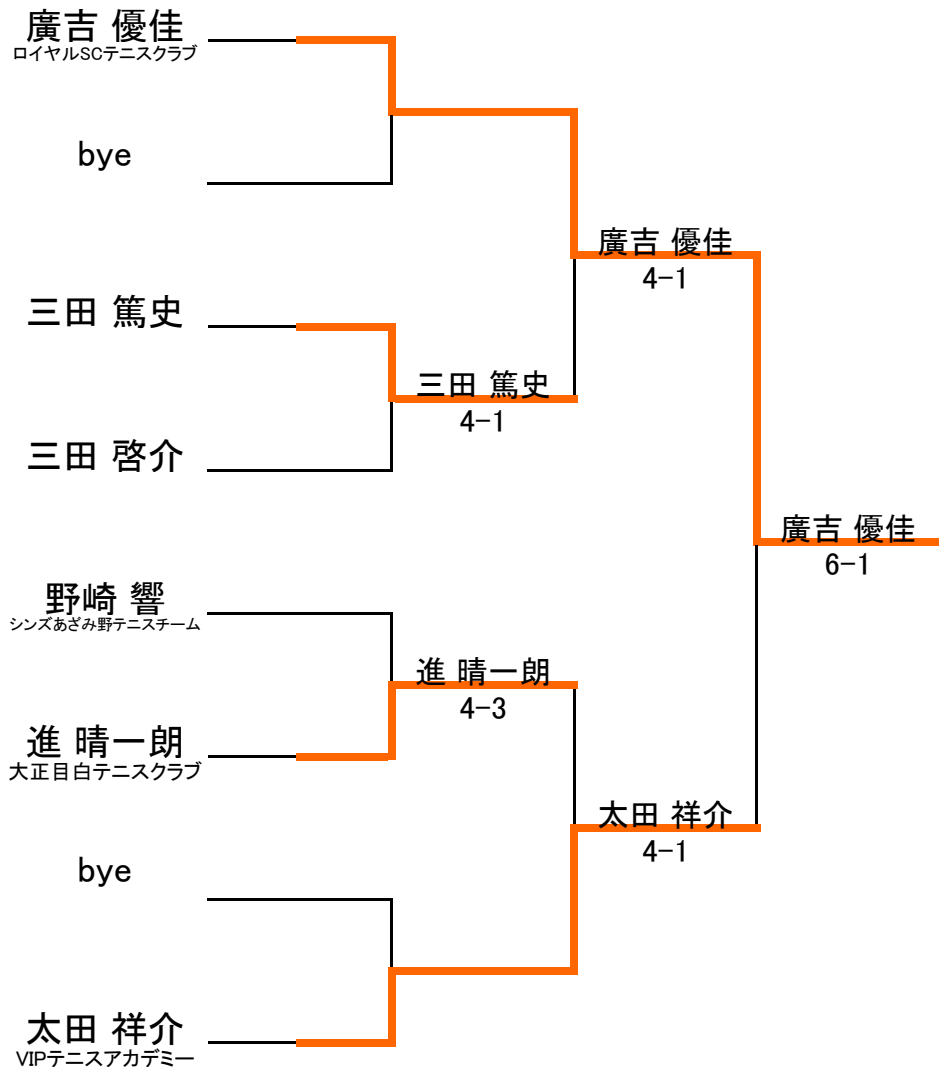 廣吉 優佳
ロイヤルSCテニスクラブ
bye
三田 篤史
三田 啓介
野崎 響
シンズあざみ野テニスチーム
進 晴一朗
大正目白テニスクラブ
bye
太田 祥介
VIPテニスアカデミー
三田 篤史
4-1
進 晴一朗
4-3
廣吉 優佳
4-1
太田 祥介
4-1
廣吉 優佳
6-1